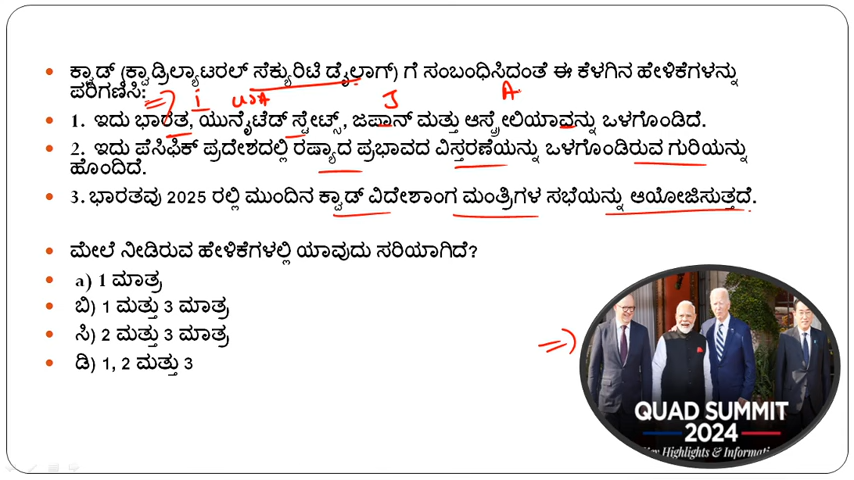 • ಕ್ವಾಡ್ (ಕ್ವಾಡ್ರಿಲ್ಯಾಟರಲ್ ಸೆಕ್ಯುರಿಟಿ ಡೈಲಾಗ್) ಗೆ ಸಂಬಂಧಿಸಿದಂತೆ ಈ ಕೆಳಗಿನ ಹೇಳಿಕೆಗಳನ್ನು
ಪರಿಗಣಿಸಿ:
i USA J A
• 1. ಇದು ಭಾರತ, ಯುನೈಟೆಡ್ ಸ್ಟೇಟ್ಸ್, ಜಪಾನ್ ಮತ್ತು ಆಸ್ಟ್ರೇಲಿಯಾವನ್ನು ಒಳಗೊಂಡಿದೆ.
• 2. ಇದು ಪೆಸಿಫಿಕ್ ಪ್ರದೇಶದಲ್ಲಿ ರಷ್ಯಾದ ಪ್ರಭಾವದ ವಿಸ್ತರಣೆಯನ್ನು ಒಳಗೊಂಡಿರುವ ಗುರಿಯನ್ನು
ಹೊಂದಿದೆ.
• 3. ಭಾರತವು 2025 ರಲ್ಲಿ ಮುಂದಿನ ಕ್ವಾಡ್ ವಿದೇಶಾಂಗ ಮಂತ್ರಿಗಳ ಸಭೆಯನ್ನು ಆಯೋಜಿಸುತ್ತದೆ.
• ಮೇಲೆ ನೀಡಿರುವ ಹೇಳಿಕೆಗಳಲ್ಲಿ ಯಾವುದು ಸರಿಯಾಗಿದೆ?
• a) 1 ಮಾತ್ರ
• ಬಿ) 1 ಮತ್ತು 3 ಮಾತ್ರ
• ಸಿ) 2 ಮತ್ತು 3 ಮಾತ್ರ
• ಡಿ) 1, 2 ಮತ್ತು 3
QUAD SUMMIT
2024
Highlights & Informati